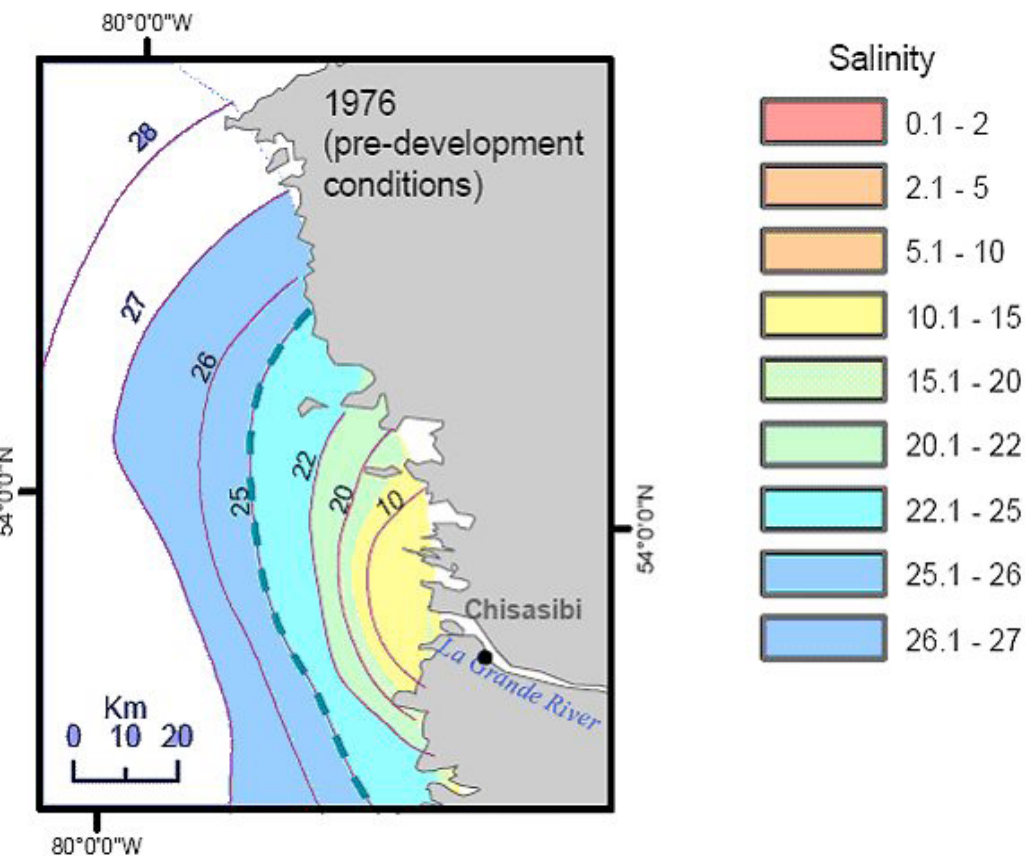 80°0'0"W
Salinity
1976
(pre-development
conditions)
28
0.1 - 2
2.1 - 5
5.1 - 10
27
10.1 - 15
26
15.1 - 20
20.1 - 22
22
25
20
10
54°0'0"N
54°0'0"N
22.1 - 25
25.1 - 26
Chisasibi
La Grande River
26.1 - 27
Km
0 10 20
80°0'0"W